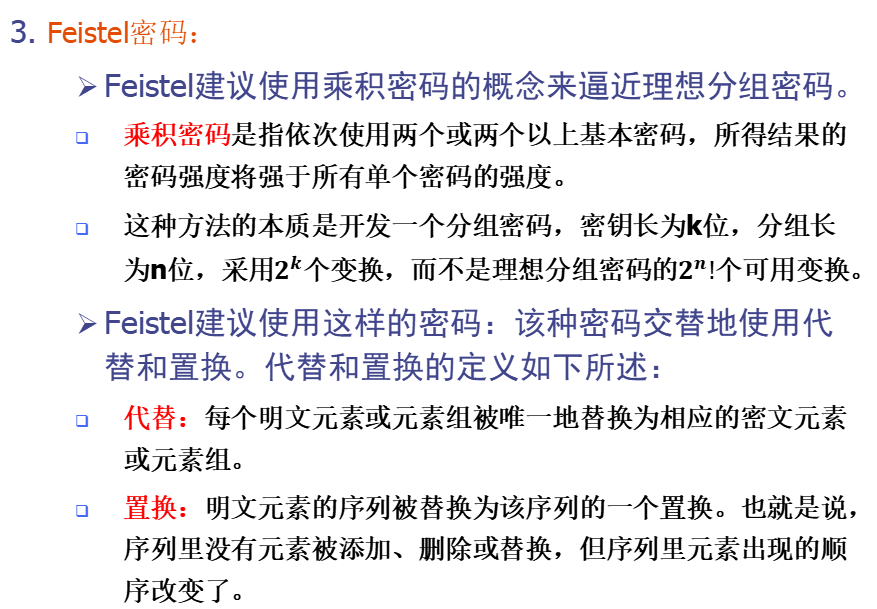 3. Feistel密码：
➢Feistel建议使用乘积密码的概念来逼近理想分组密码。
❑ 乘积密码是指依次使用两个或两个以上基本密码，所得结果的
密码强度将强于所有单个密码的强度。
❑ 这种方法的本质是开发一个分组密码，密钥长为k位，分组长
为n位，采用2^k个变换，而不是理想分组密码的2^n!个可用变换。
➢Feistel建议使用这样的密码：该种密码交替地使用代
替和置换。代替和置换的定义如下所述：
❑ 代替：每个明文元素或元素组被唯一地替换为相应的密文元素
或元素组。
❑ 置换：明文元素的序列被替换为该序列的一个置换。也就是说，
序列里没有元素被添加、删除或替换，但序列里元素出现的顺
序改变了。